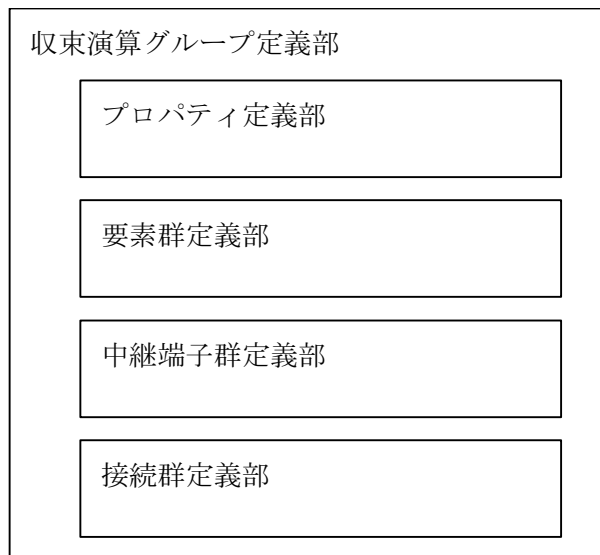 収束演算グループ定義部
プロパティ定義部
要素群定義部
中継端子群定義部
接続群定義部